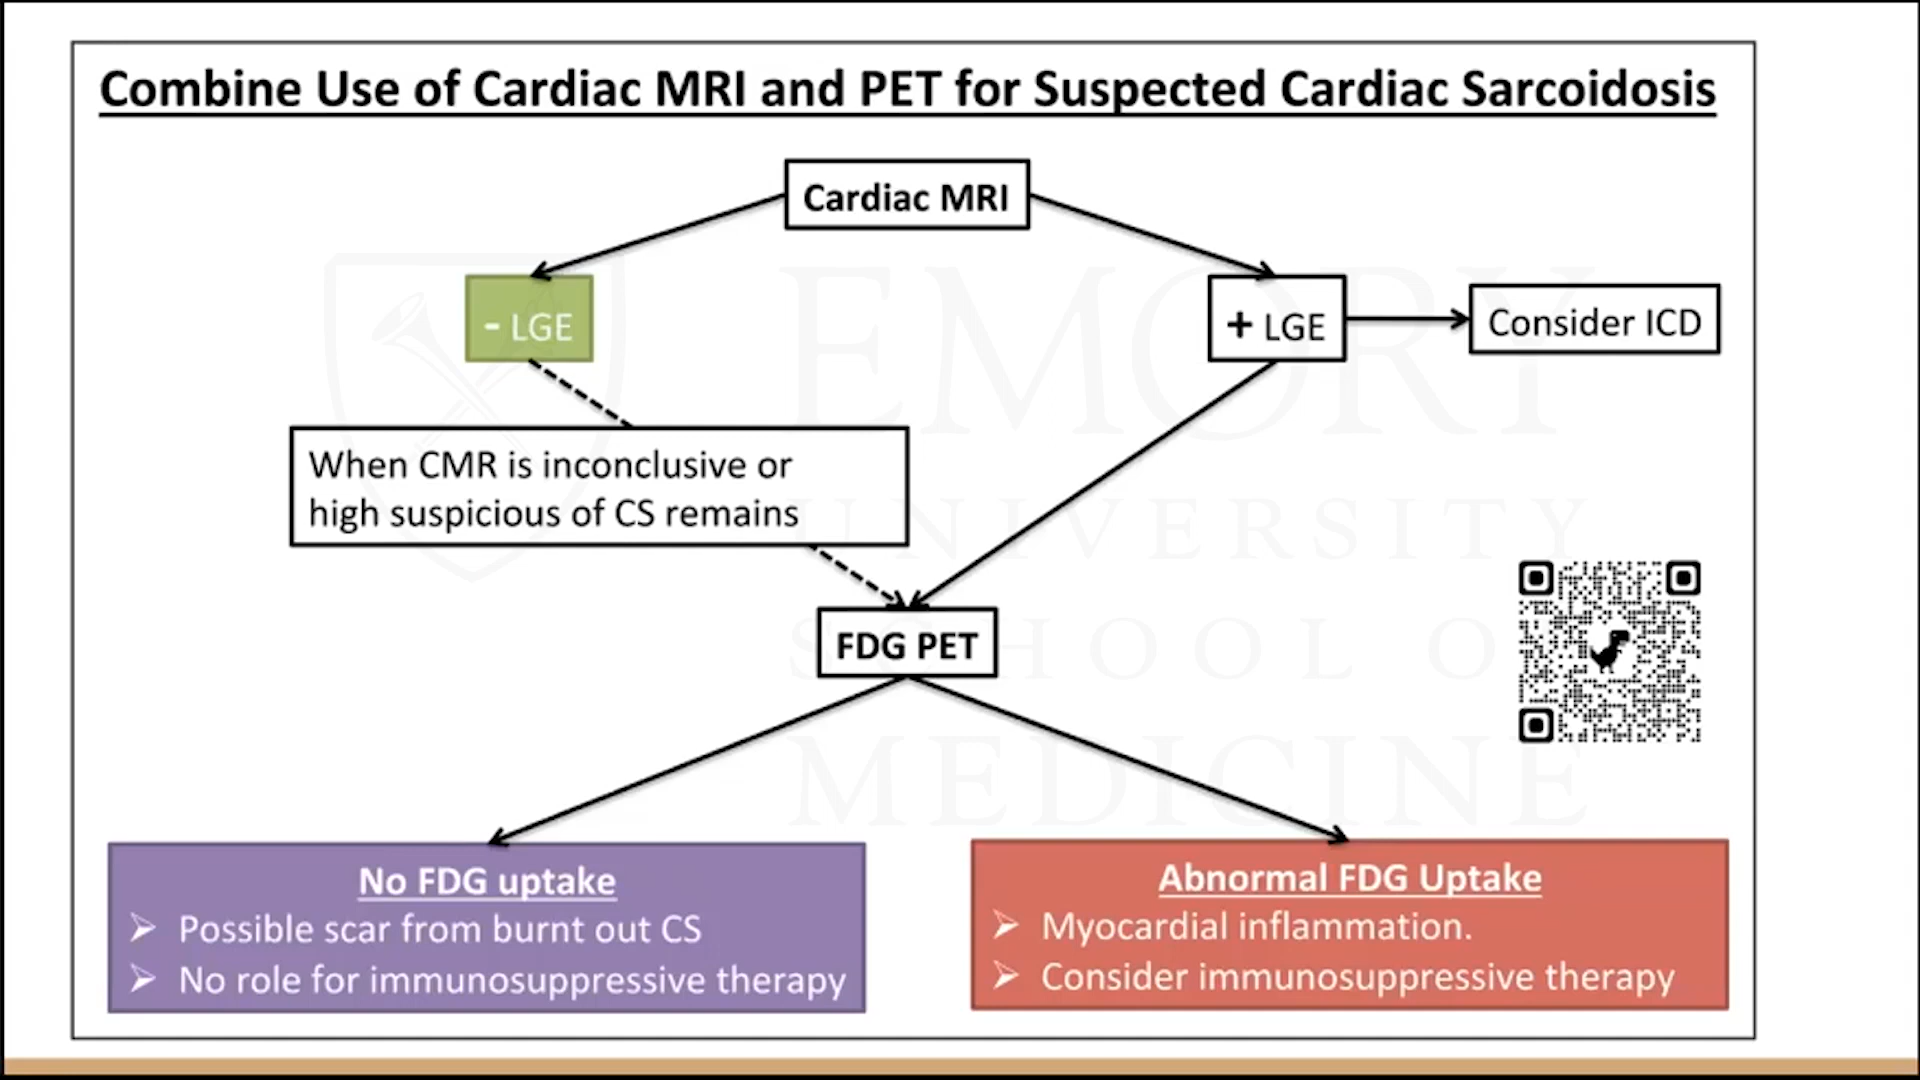 Combine Use of Cardiac MRI and PET for Suspected Cardiac Sarcoidosis
Cardiac MRI
- LGE
+ LGE
Consider ICD
When CMR is inconclusive or
high suspicious of CS remains
FDG PET
No FDG uptake
➢ Possible scar from burnt out CS
➢ No role for immunosuppressive therapy
Abnormal FDG Uptake
➢ Myocardial inflammation.
➢ Consider immunosuppressive therapy
EMORY
UNIVERSITY
SCHOOL O
MEDICINE